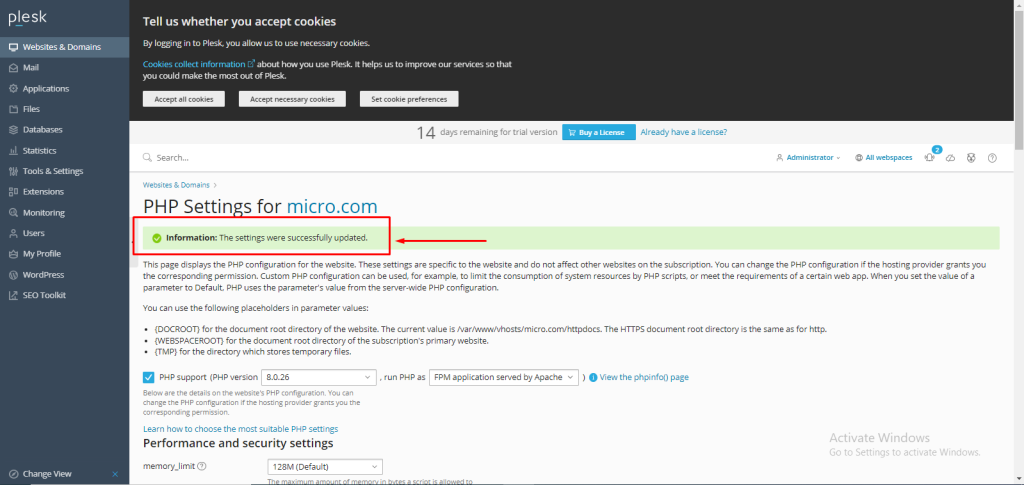 plesk
Websites & Domains
Mail
Applications
Files
Databases
Statistics
Tools & Settings
Extensions
Monitoring
Users
My Profile
WordPress
SEO Toolkit
Change View
Tell us whether you accept cookies
By logging in to Plesk, you allow us to use necessary cookies.
Cookies collect information about how you use Plesk. It helps us to improve our services so that
you could make the most out of Plesk.
Accept all cookies
Accept necessary cookies
Set cookie preferences
14 days remaining for trial version Buy a License Already have a license?
Search...
Administrator
All webspaces
2
Websites & Domains
PHP Settings for micro.com
Information: The settings were successfully updated.
This page displays the PHP configuration for the website. These settings are specific to the website and do not affect other websites on the subscription. You can change the PHP configuration if the hosting provider grants you
the corresponding permission. Custom PHP configuration can be used, for example, to limit the consumption of system resources by PHP scripts, or meet the requirements of a certain web app. When you set the value of a
parameter to Default, PHP uses the parameter's value from the server-wide PHP configuration.
You can use the following placeholders in parameter values:
• {DOCROOT} for the document root directory of the website. The current value is /var/www/vhosts/micro.com/httpdocs. The HTTPS document root directory is the same as for http.
• {WEBSPACEROOT} for the document root directory of the subscription's primary website.
• {TMP} for the directory which stores temporary files.
PHP support (PHP version 8.0.26 , run PHP as FPM application served by Apache ) View the phpinfo() page
Below are the details on the website's PHP configuration. You can
change the PHP configuration if the hosting provider grants you the
corresponding permission.
Learn how to choose the most suitable PHP settings
Performance and security settings
memory_limit 128M (Default)
The maximum amount of memory in bytes a script is allowed to
Activate Windows
Go to Settings to activate Windows.